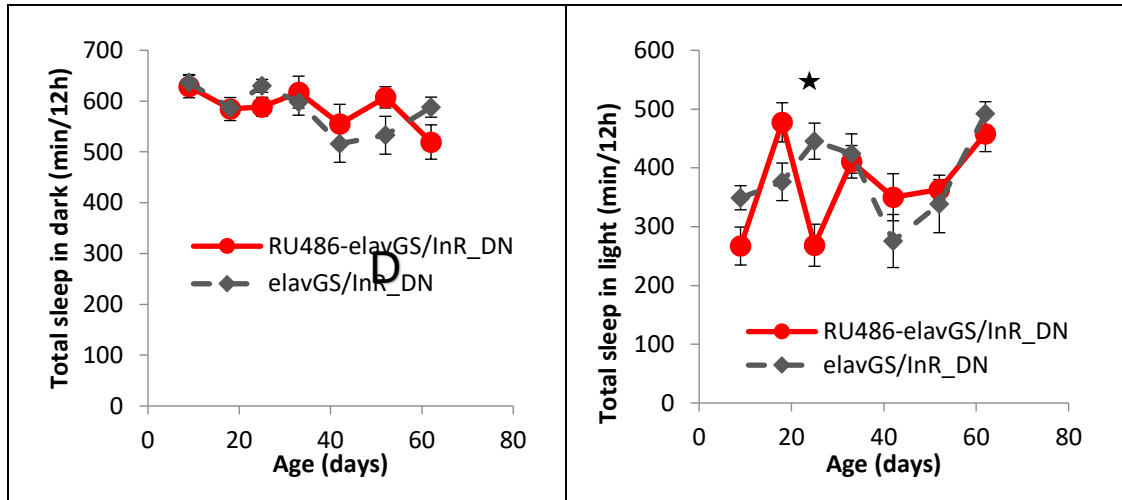 Total sleep in dark (min/12h)
700
600
500
400
300
200
100
0
RU486-elavGS/InR_DN
elavGS/InR_DN
D
0 20 40 60 80
Age (days)
Total sleep in light (min/12h)
600
500
400
300
200
100
0
★
RU486-elavGS/InR_DN
elavGS/InR_DN
0 20 40 60 80
Age (days)